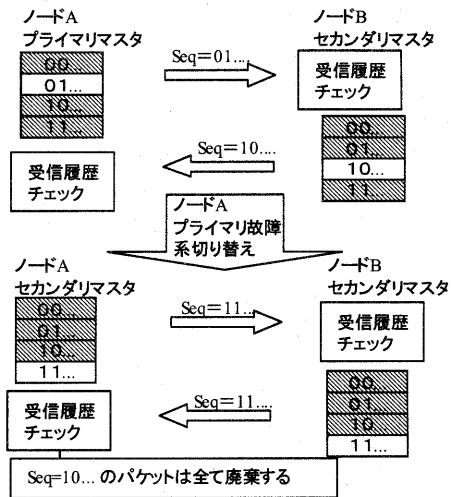 ノードA
プライマリマスタ
00...
01...
10...
11...
Seq=01....
ノードB
セカンダリマスタ
受信履歴
チェック
00...
01...
10...
11...
Seq=10....
受信履歴
チェック
ノードA
プライマリ故障
系切り替え
ノードA
セカンダリマスタ
00...
01...
10...
11...
Seq=11...
ノードB
セカンダリマスタ
受信履歴
チェック
00...
01...
10...
11...
Seq=11....
受信履歴
チェック
Seq=10... のパケットは全て廃棄する